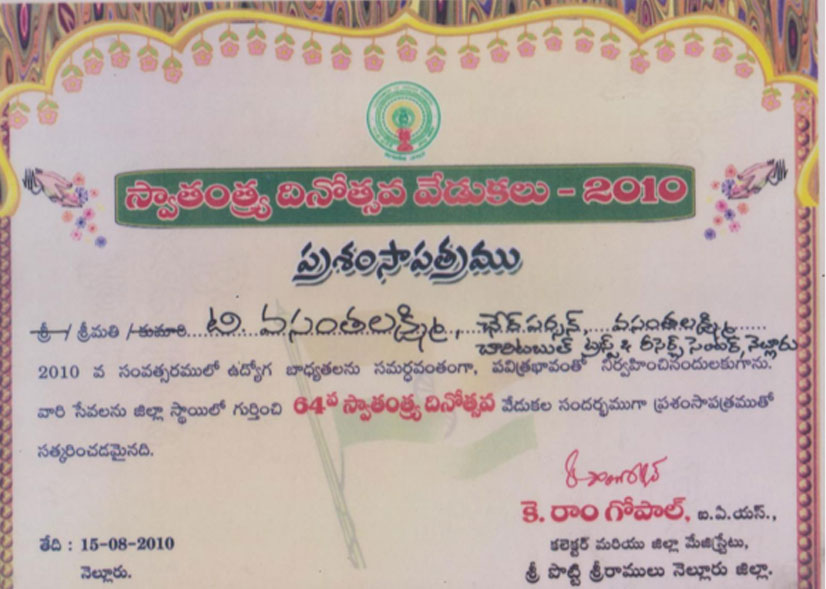 స్వాతంత్ర్య దినోత్సవ వేడుకలు - 2010
ప్రశంసాపత్రము
శ్రీ / శ్రీమతి / కుమారి టి. వసంతలక్ష్మి, ఛైర్ పర్సన్, వసంతలక్ష్మి
చారిటబుల్ ట్రస్ట్ & రీసెర్చ్ సెంటర్, నెల్లూరు
2010 వ సంవత్సరములో ఉద్యోగ బాధ్యతలను సమర్థవంతంగా, పవిత్రభావంతో నిర్వహించినందులకుగాను.
వారి సేవలను జిల్లా స్థాయిలో గుర్తించి 64వ స్వాతంత్ర్య దినోత్సవ వేడుకల సందర్భముగా ప్రశంసాపత్రముతో
సత్కరించడమైనది.
కె. రాం గోపాల్, ఐ.ఏ.యస్.,
తేది : 15-08-2010
కలెక్టర్ మరియు జిల్లా మేజిస్ట్రేటు,
నెల్లూరు.
శ్రీ పొట్టి శ్రీరాములు నెల్లూరు జిల్లా.